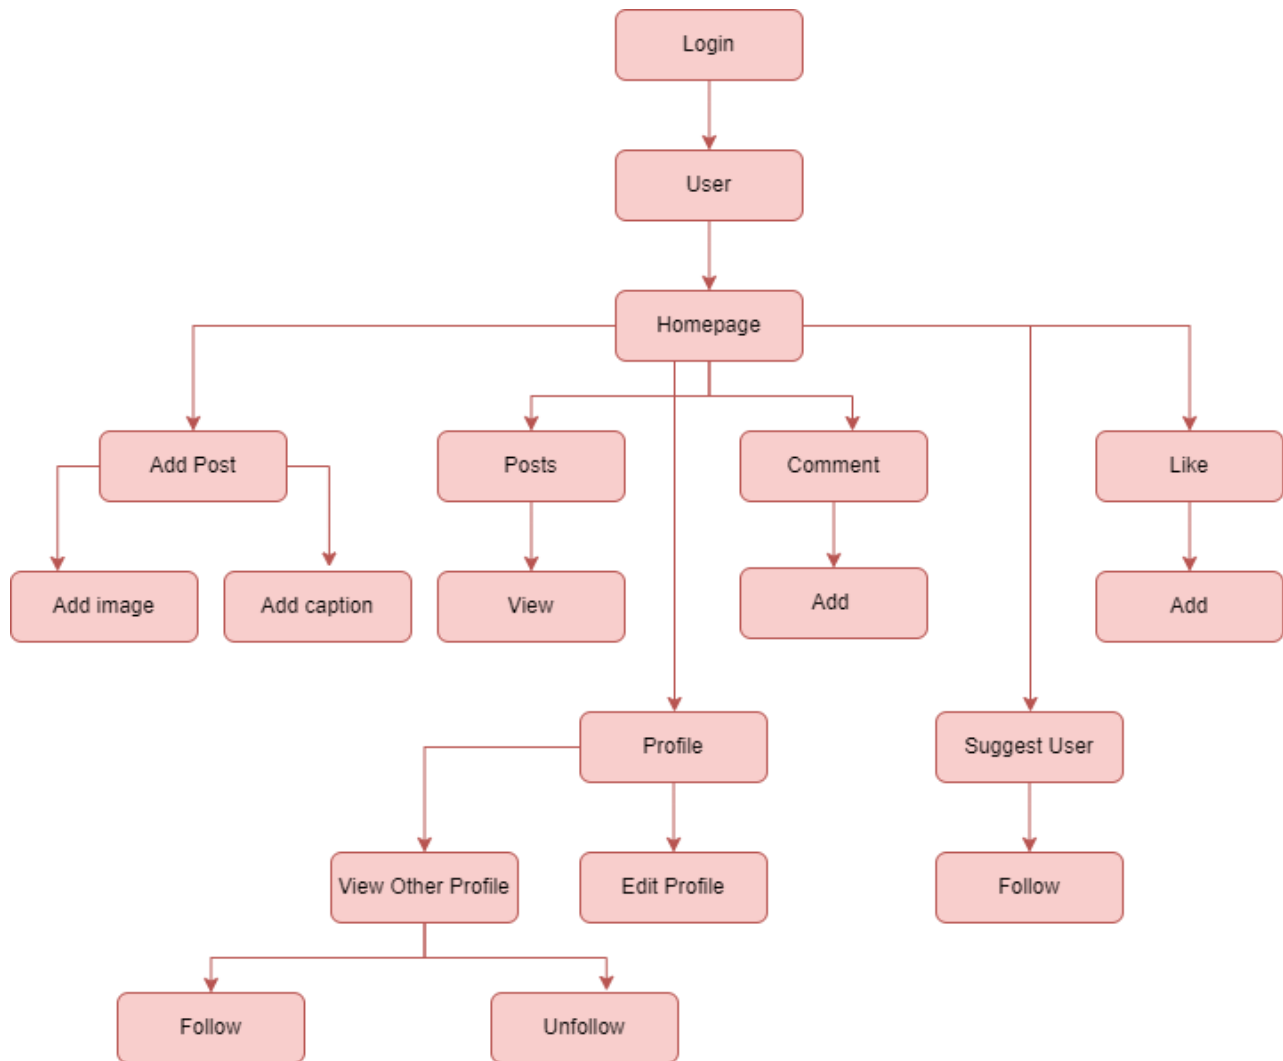 Login
User
Homepage
Add Post
Posts
Comment
Like
Add image
Add caption
View
Add
Add
Profile
Suggest User
View Other Profile
Edit Profile
Follow
Follow
Unfollow